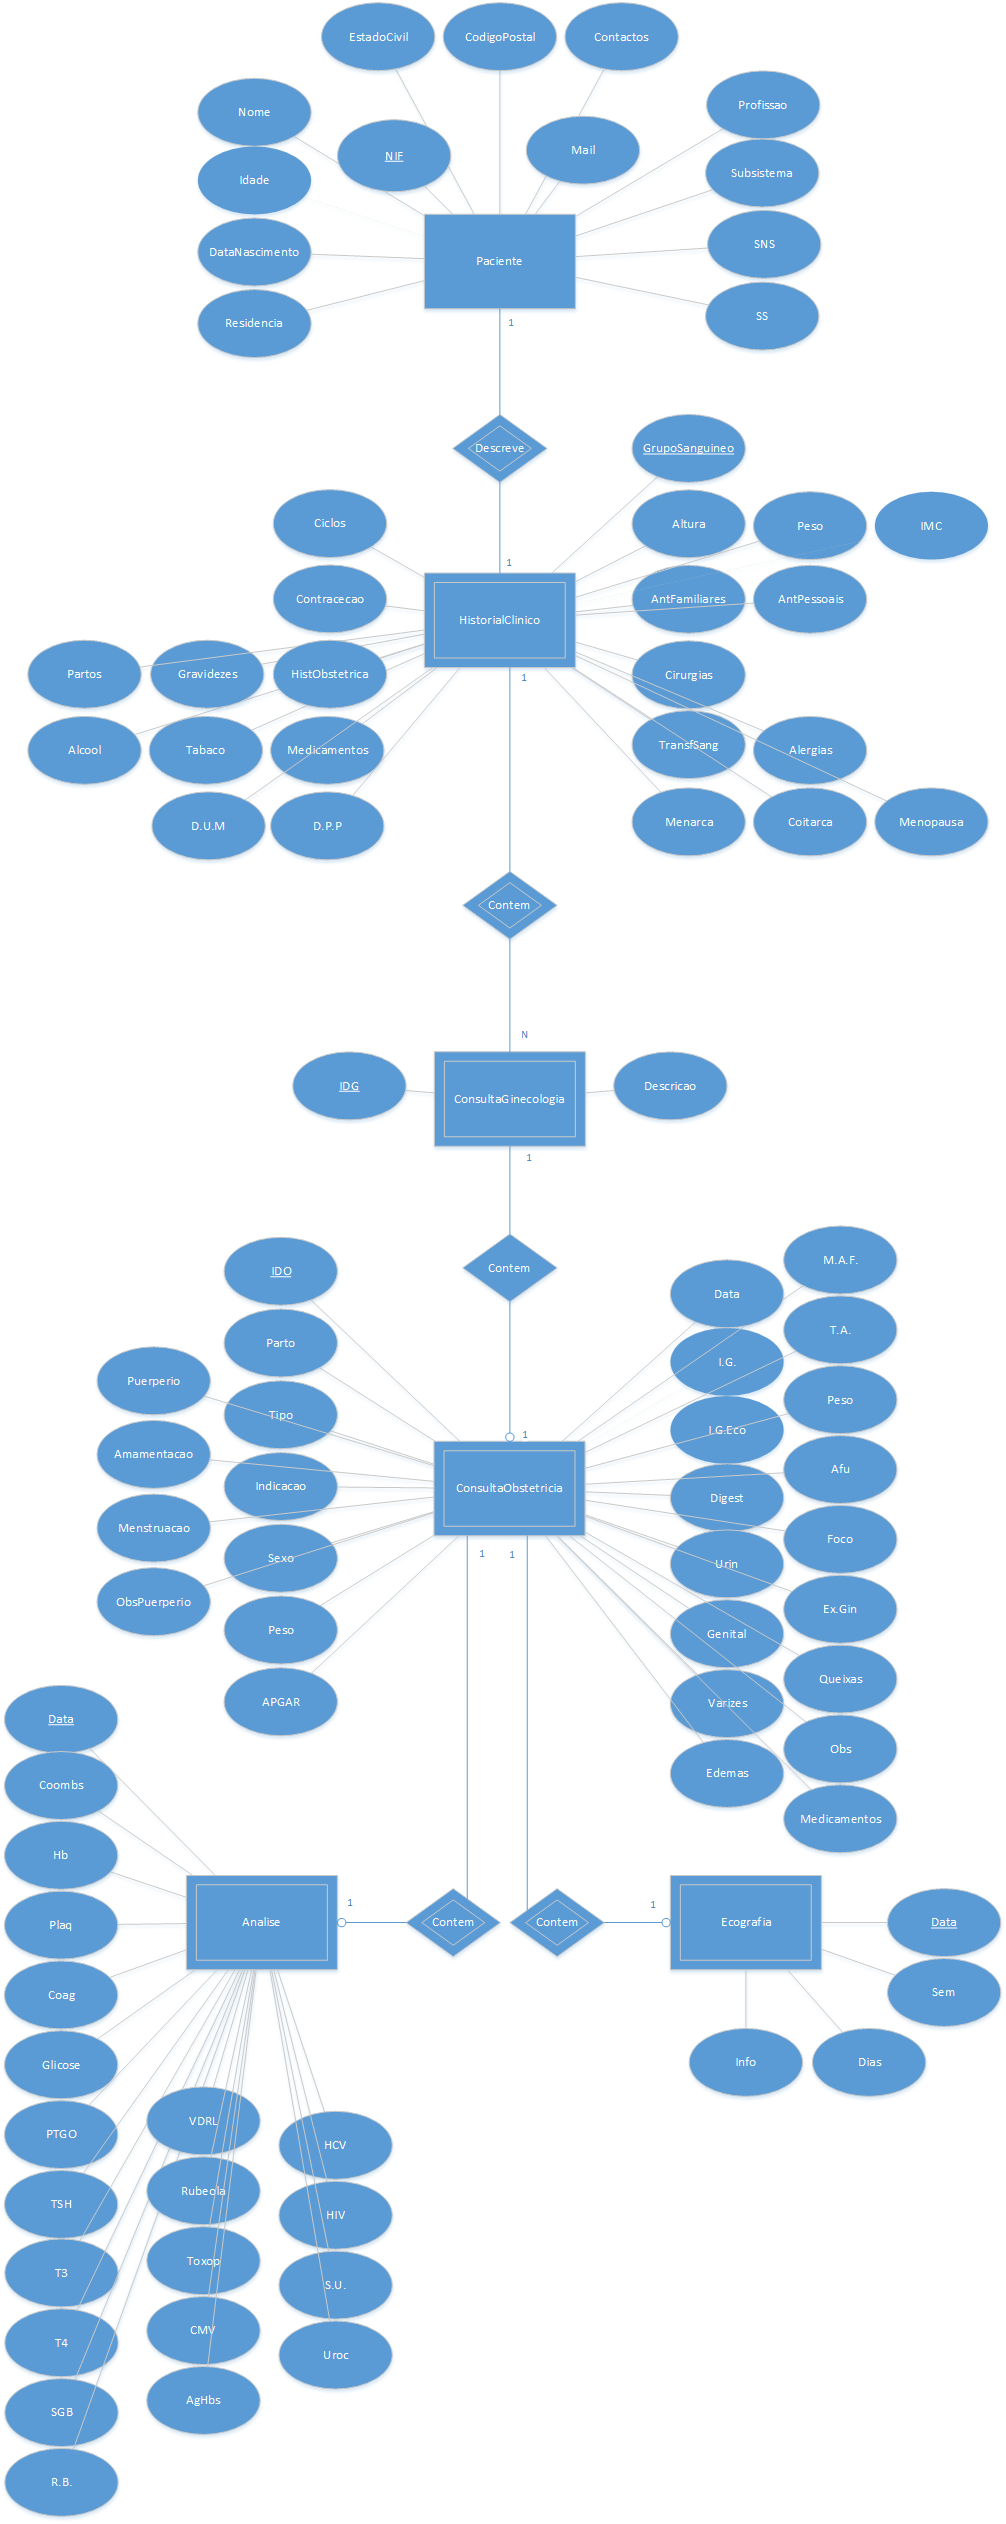 EstadoCivil
CodigoPostal
Contactos
Nome
Profissao
NIF
Mail
Idade
Subsistema
DataNascimento
SNS
Paciente
Residencia
SS
1
Descreve
GrupoSanguineo
Ciclos
Altura
Peso
IMC
1
Contracecao
AntFamiliares
AntPessoais
HistorialClinico
Partos
Gravidezes
HistObstetrica
Cirurgias
1
Alcool
Tabaco
Medicamentos
TransfSang
Alergias
D.U.M
D.P.P
Menarca
Coitarca
Menopausa
Contem
N
IDG
ConsultaGinecologia
Descricao
1
Contem
IDO
M.A.F.
Data
Parto
T.A.
I.G.
Puerperio
Tipo
Peso
I.G.Eco
1
Amamentacao
Indicacao
ConsultaObstetricia
Afu
Digest
Menstruacao
Sexo
1
1
Foco
Urin
ObsPuerperio
Peso
Ex.Gin
Genital
APGAR
Queixas
Varizes
Data
Obs
Edemas
Coombs
Medicamentos
Hb
1
1
Plaq
Analise
Contem
Contem
Ecografia
Data
Coag
Sem
Glicose
Info
Dias
PTGO
VDRL
HCV
TSH
Rubeola
HIV
T3
Toxop
S.U.
T4
CMV
Uroc
SGB
AgHbs
R.B.